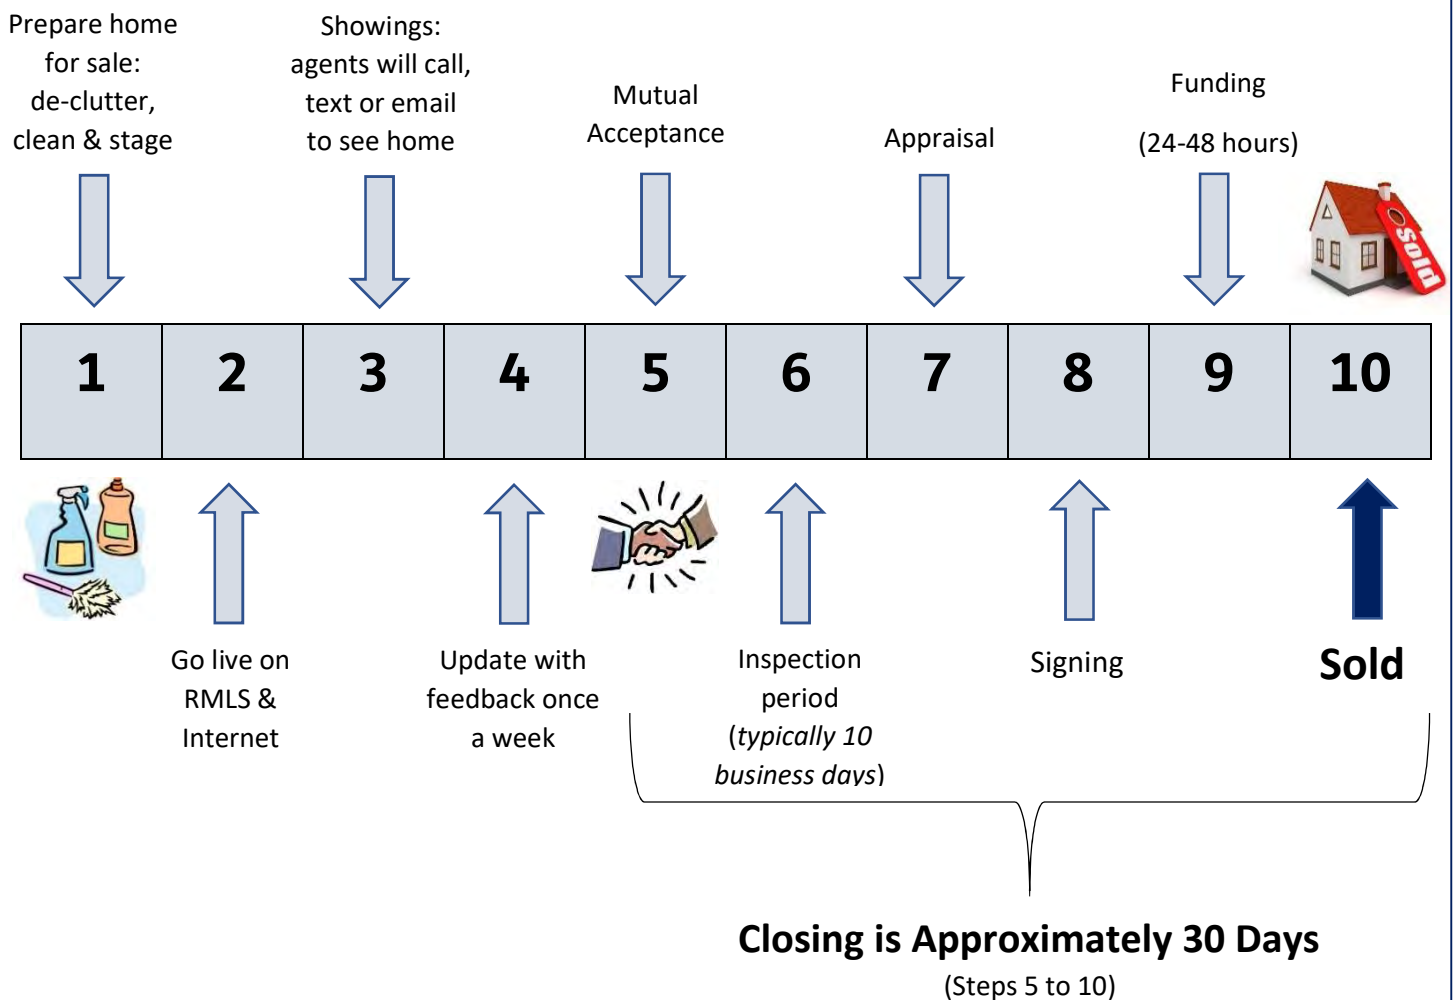 Prepare home
for sale:
de-clutter,
clean & stage
Showings:
agents will call,
text or email
to see home
Mutual
Acceptance
Appraisal
Funding
(24-48 hours)
Sold
1 2 3 4 5 6 7 8 9 10
Go live on
RMLS &
Internet
Update with
feedback once
a week
Inspection
period
(typically 10
business days)
Signing
Sold
Closing is Approximately 30 Days
(Steps 5 to 10)